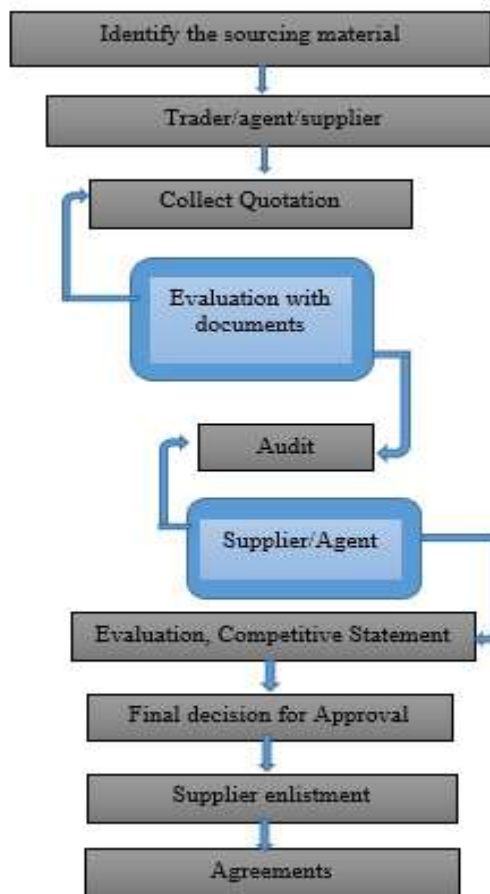 Identify the sourcing material
Trader/agent/supplier
Collect Quotation
Evaluation with
documents
Audit
Supplier/Agent
Evaluation, Competitive Statement
Final decision for Approval
Supplier enlistment
Agreements